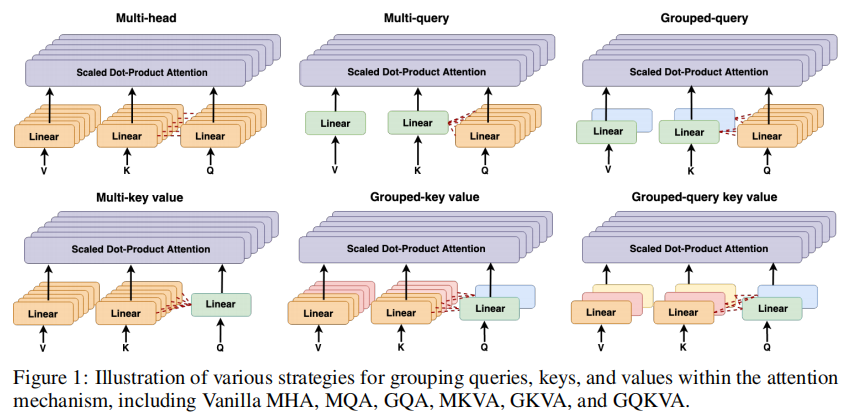 Multi-head
Multi-query
Grouped-query
Scaled Dot-Product Attention
Scaled Dot-Product Attention
Scaled Dot-Product Attention
Linear
Linear
Linear
Linear
Linear
Linear
Linear
Linear
Linear
V
K
Q
V
K
Q
V
K
Q
Multi-key value
Grouped-key value
Grouped-query key value
Scaled Dot-Product Attention
Scaled Dot-Product Attention
Scaled Dot-Product Attention
Linear
Linear
Linear
Linear
Linear
Linear
Linear
Linear
Linear
V
K
Q
V
K
Q
V
K
Q
Figure 1: Illustration of various strategies for grouping queries, keys, and values within the attention
mechanism, including Vanilla MHA, MQA, GQA, MKVA, GKVA, and GQKVA.